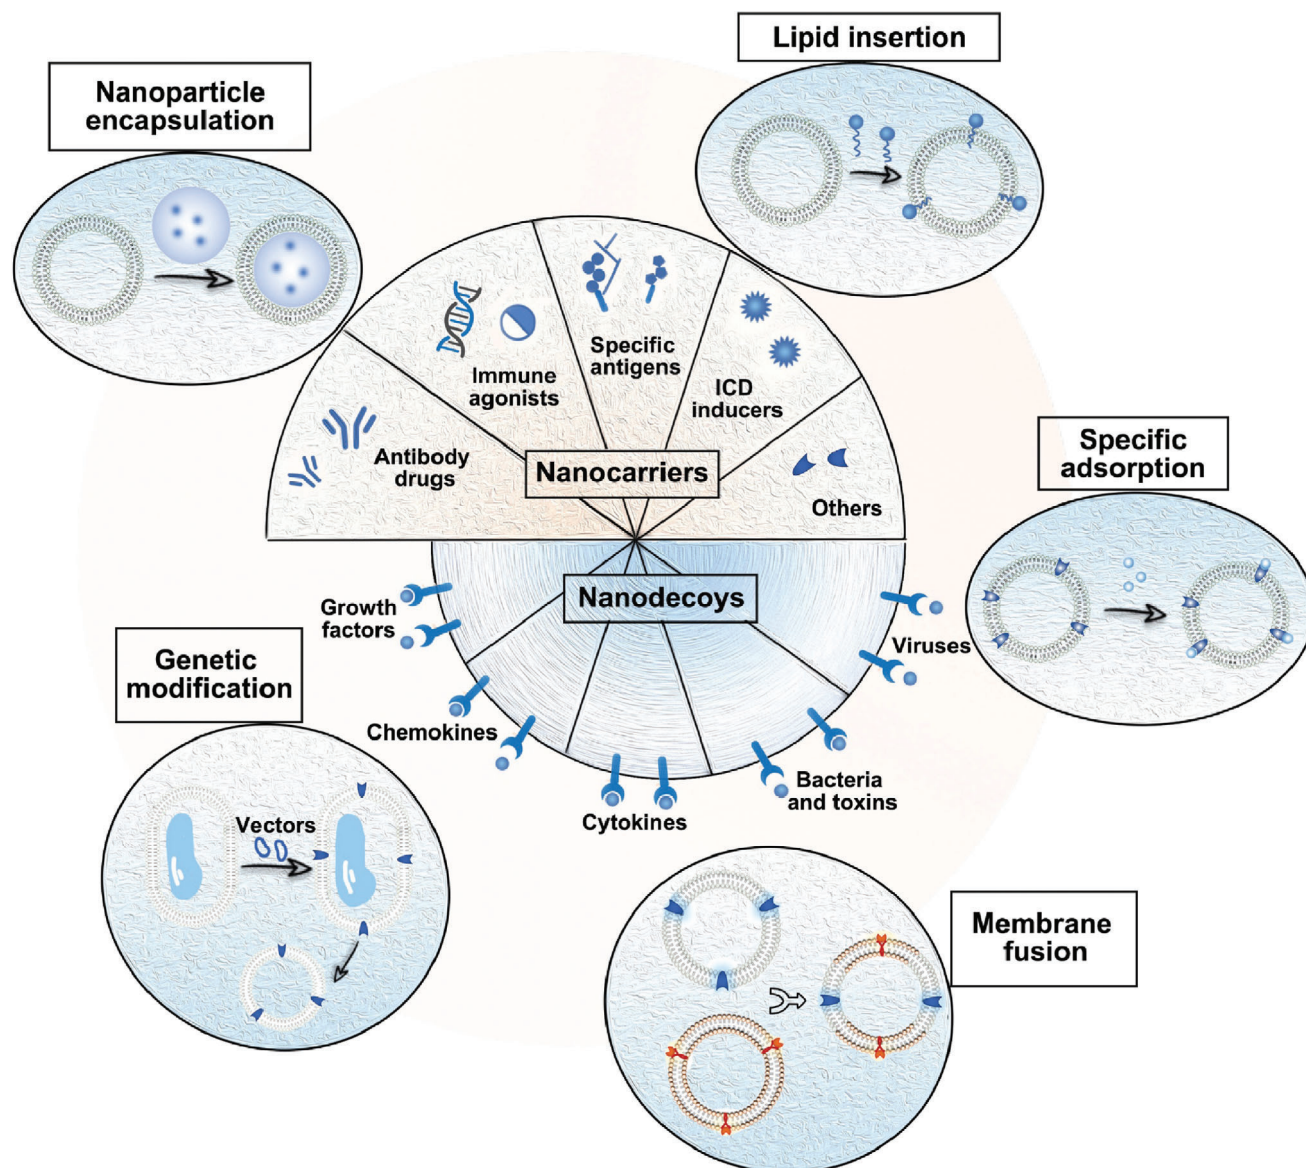 Lipid insertion
Nanoparticle
encapsulation
Specific
antigens
Immune
agonists
ICD
inducers
Antibody
drugs
Nanocarriers
Others
Specific
adsorption
Nanodecoys
Growth
factors
Viruses
Genetic
modification
Chemokines
Bacteria
and toxins
Cytokines
Vectors
Membrane
fusion